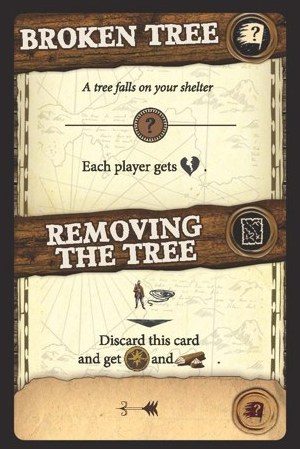 BROKEN TREE
?
A tree falls on your shelter
?
Each player gets .
REMOVING
THE TREE
Discard this card
and get and .
3
?